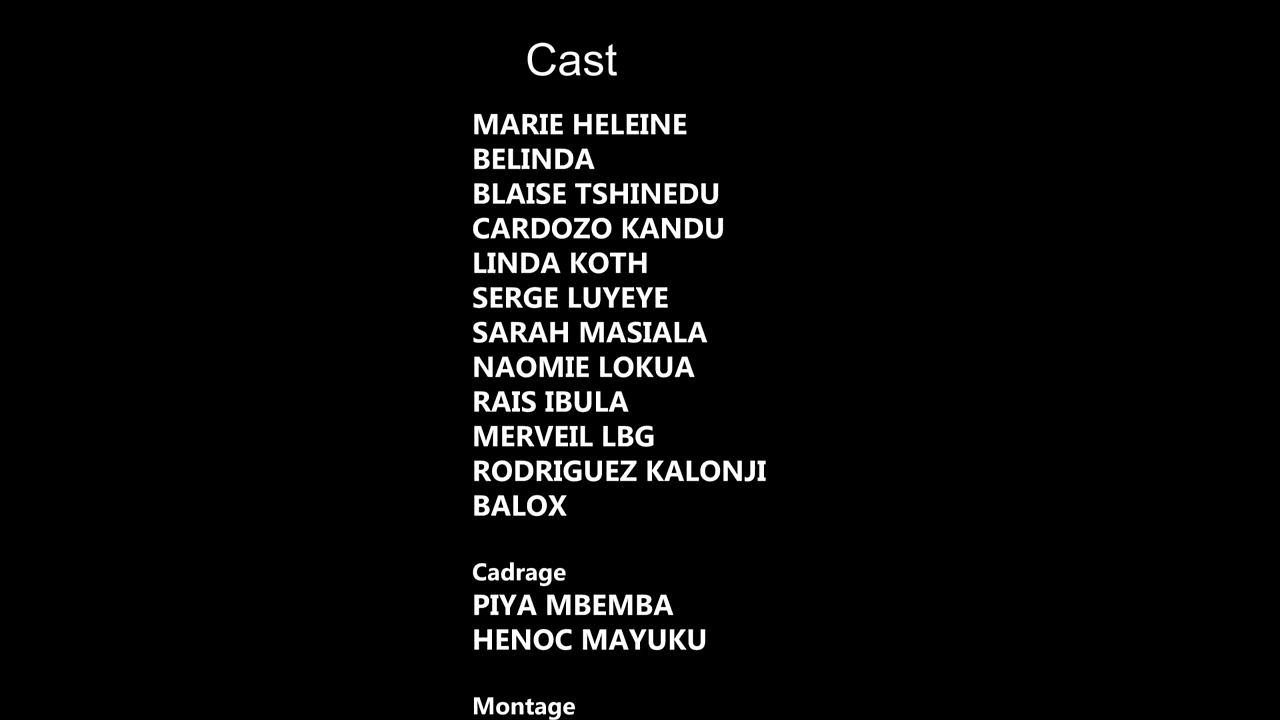 Cast
MARIE HELEINE
BELINDA
BLAISE TSHINEDU
CARDOZO KANDU
LINDA KOTH
SERGE LUYEYE
SARAH MASIALA
NAOMIE LOKUA
RAIS IBULA
MERVEIL LBG
RODRIGUEZ KALONJI
BALOX
Cadrage
PIYA MBEMBA
HENOC MAYUKU
Montage